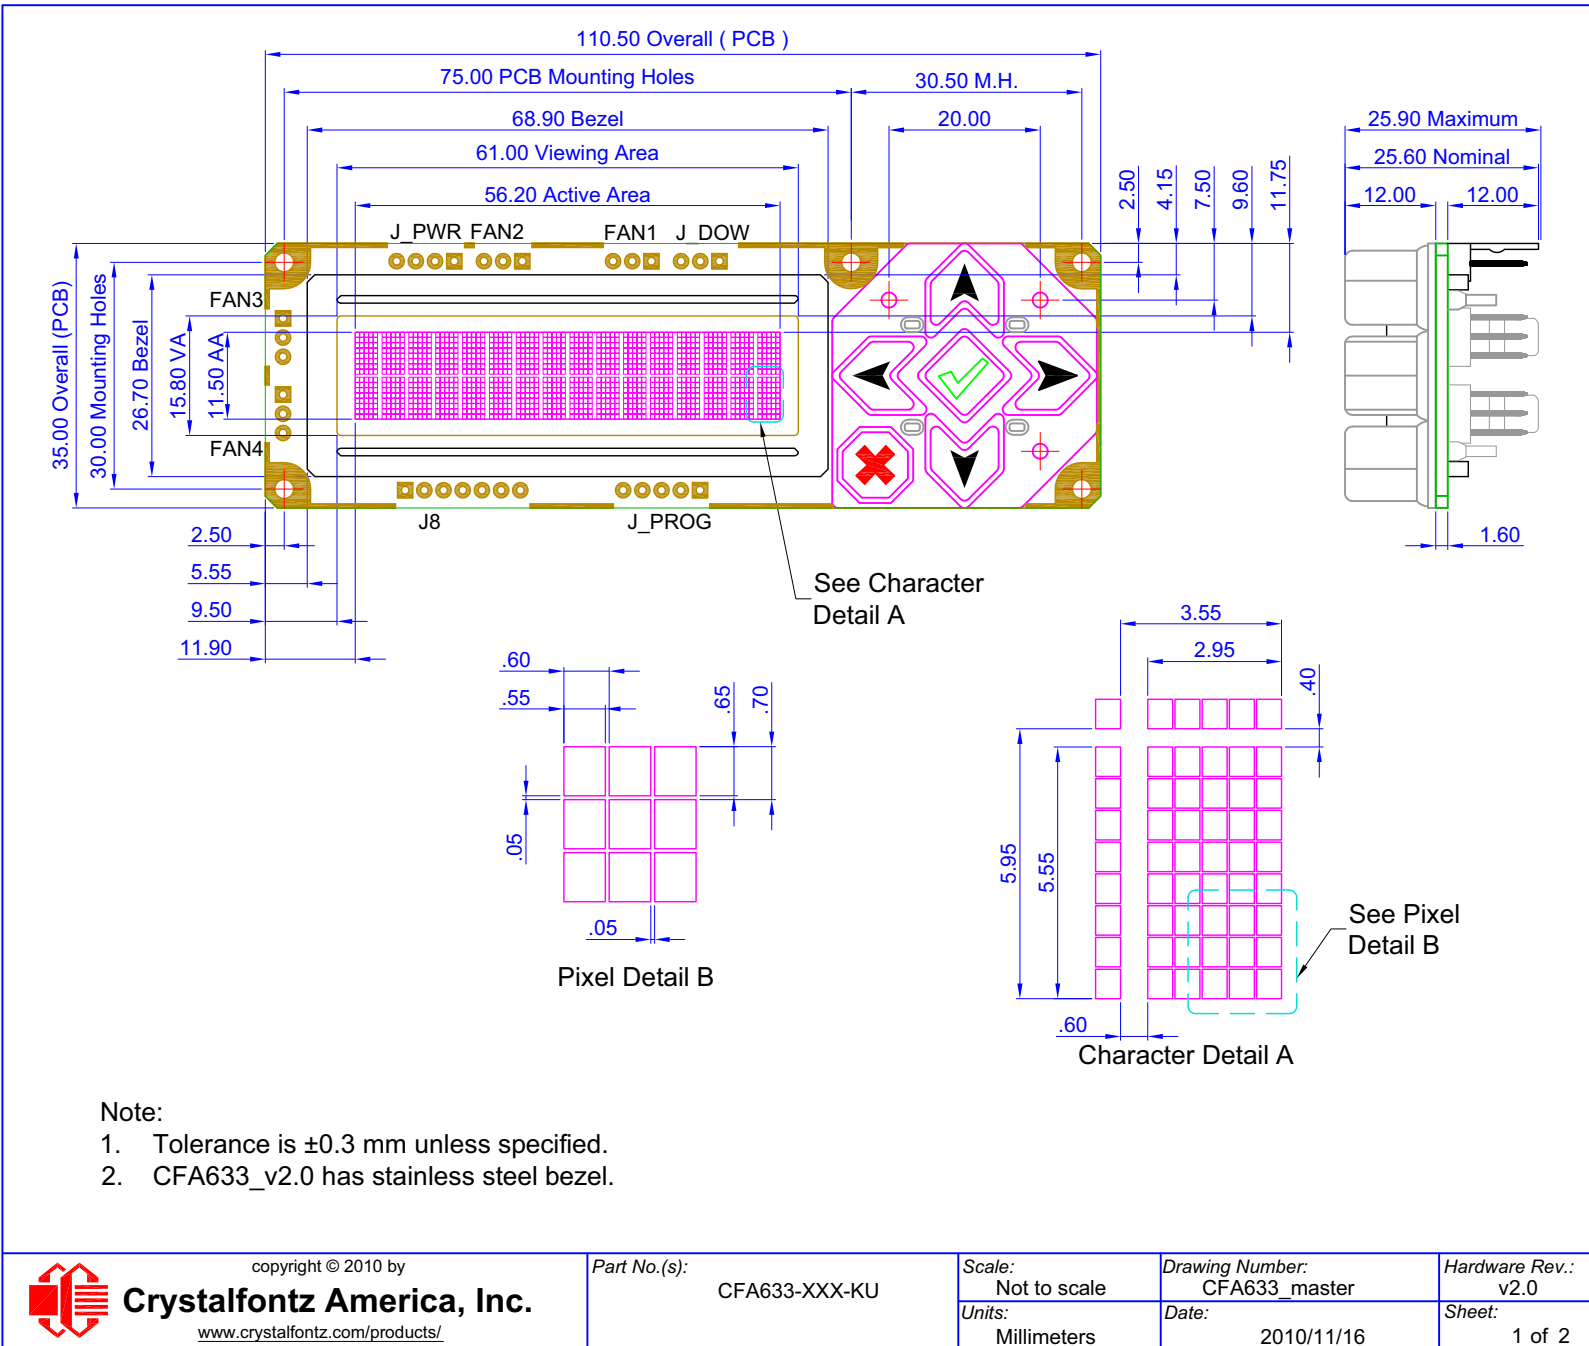 110.50 Overall ( PCB )
75.00 PCB Mounting Holes
30.50 M.H.
68.90 Bezel
20.00
61.00 Viewing Area
56.20 Active Area
2.50
4.15
7.50
9.60
11.75
25.90 Maximum
25.60 Nominal
12.00
12.00
J_PWR
FAN2
FAN1
J_DOW
FAN3
FAN4
35.00 Overall (PCB)
30.00 Mounting Holes
26.70 Bezel
15.80 VA
11.50 AA
J8
J_PROG
2.50
5.55
9.50
11.90
1.60
See Character
Detail A
.60
.55
.65
.70
.05
.05
Pixel Detail B
3.55
2.95
.40
5.95
5.55
.60
See Pixel
Detail B
Character Detail A
Note:
1. Tolerance is ±0.3 mm unless specified.
2. CFA633_v2.0 has stainless steel bezel.
copyright © 2010 by
Crystalfontz America, Inc.
www.crystalfontz.com/products/
Part No.(s):
CFA633-XXX-KU
Scale:
Not to scale
Drawing Number:
CFA633_master
Hardware Rev.:
v2.0
Units:
Millimeters
Date:
2010/11/16
Sheet:
1 of 2